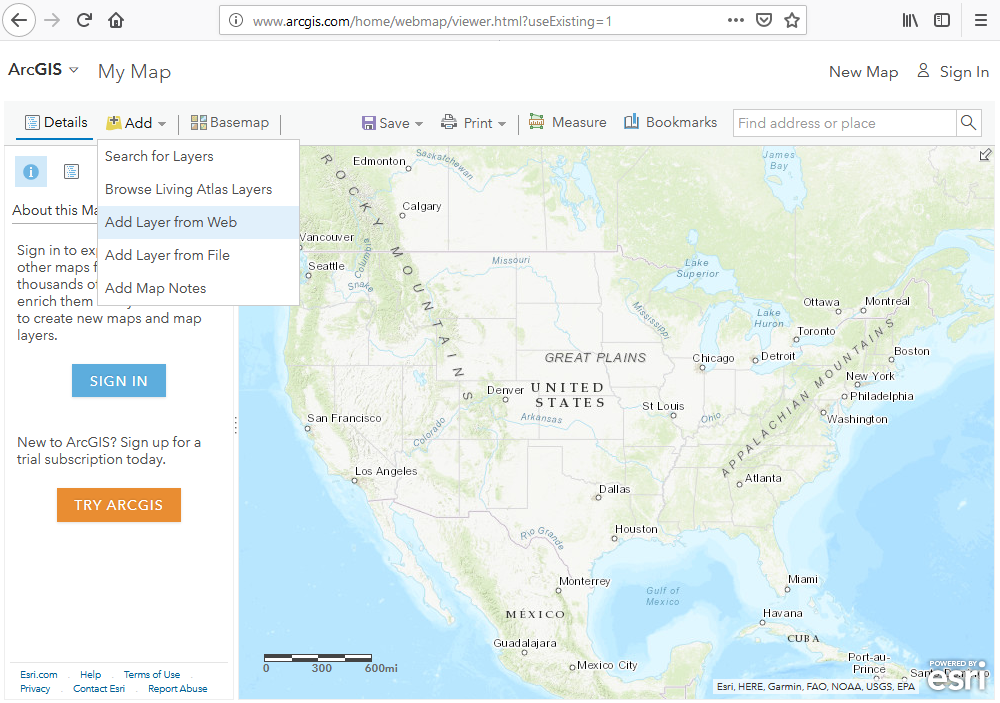 www.arcgis.com/home/webmap/viewer.html?useExisting=1
ArcGIS
My Map
New Map
Sign In
Details
Add
Basemap
Save
Print
Measure
Bookmarks
Find address or place
Search for Layers
Browse Living Atlas Layers
Add Layer from Web
Add Layer from File
Add Map Notes
About this Ma
Sign in to ex
other maps f
thousands of
enrich them
to create new maps and map
layers.
SIGN IN
New to ArcGIS? Sign up for a
trial subscription today.
TRY ARCGIS
Esri.com
Help
Terms of Use
Privacy
Contact Esri
Report Abuse
ROCKY MOUNTAINS
Edmonton
Saskatchewan
James
Bay
Calgary
Vancouver
Columbia
Seattle
Snake
Missouri
Lake
Superior
Mississippi
Ottawa
Montreal
Lake
Huron
Toronto
GREAT PLAINS
Chicago
Detroit
Boston
New York
Denver
UNITED
STATES
Philadelphia
St Louis
Ohio
APPALACHIAN MOUNTAINS
Washington
San Francisco
Colorado
Arkansas
Los Angeles
Atlanta
Dallas
Rio Grande
Houston
Monterrey
Gulf of
Mexico
Miami
MÉXICO
Havana
CUBA
Guadalajara
Mexico City
Port-au-
Prince
Santo Domingo
0 300 600mi
Esri, HERE, Garmin, FAO, NOAA, USGS, EPA
POWERED BY
esri